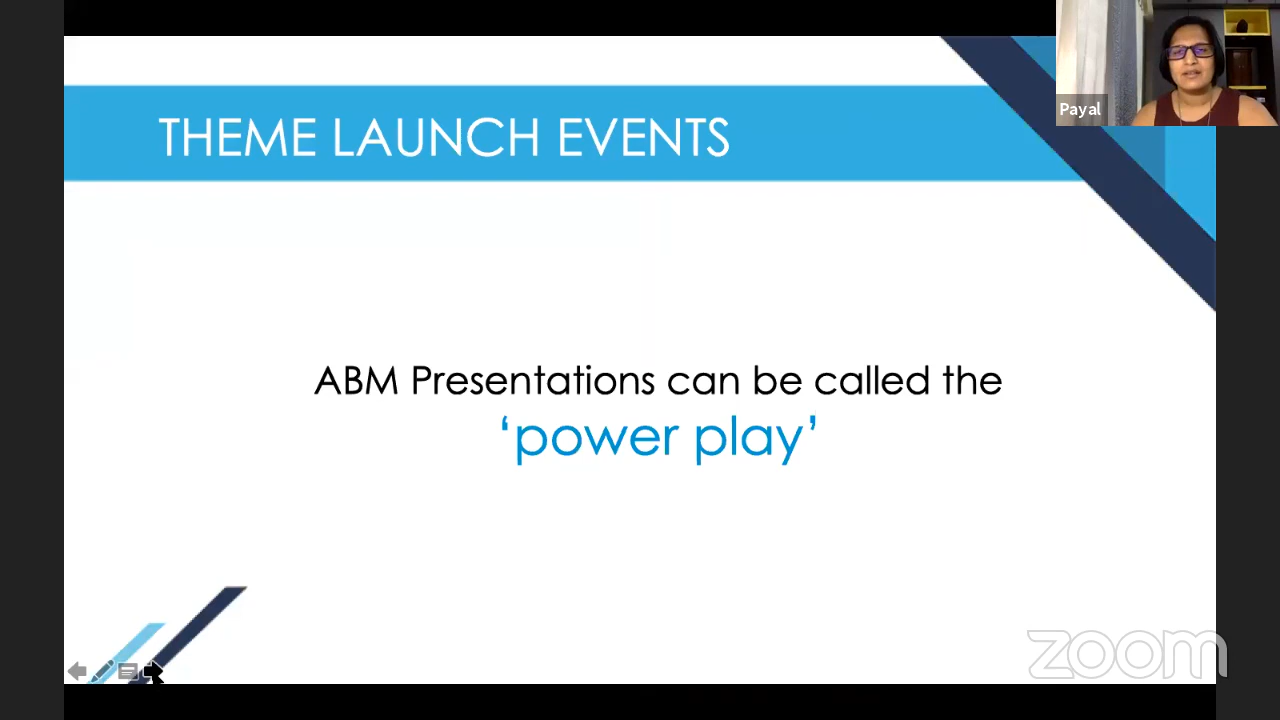 Payal
THEME LAUNCH EVENTS
ABM Presentations can be called the
‘power play’
zoom